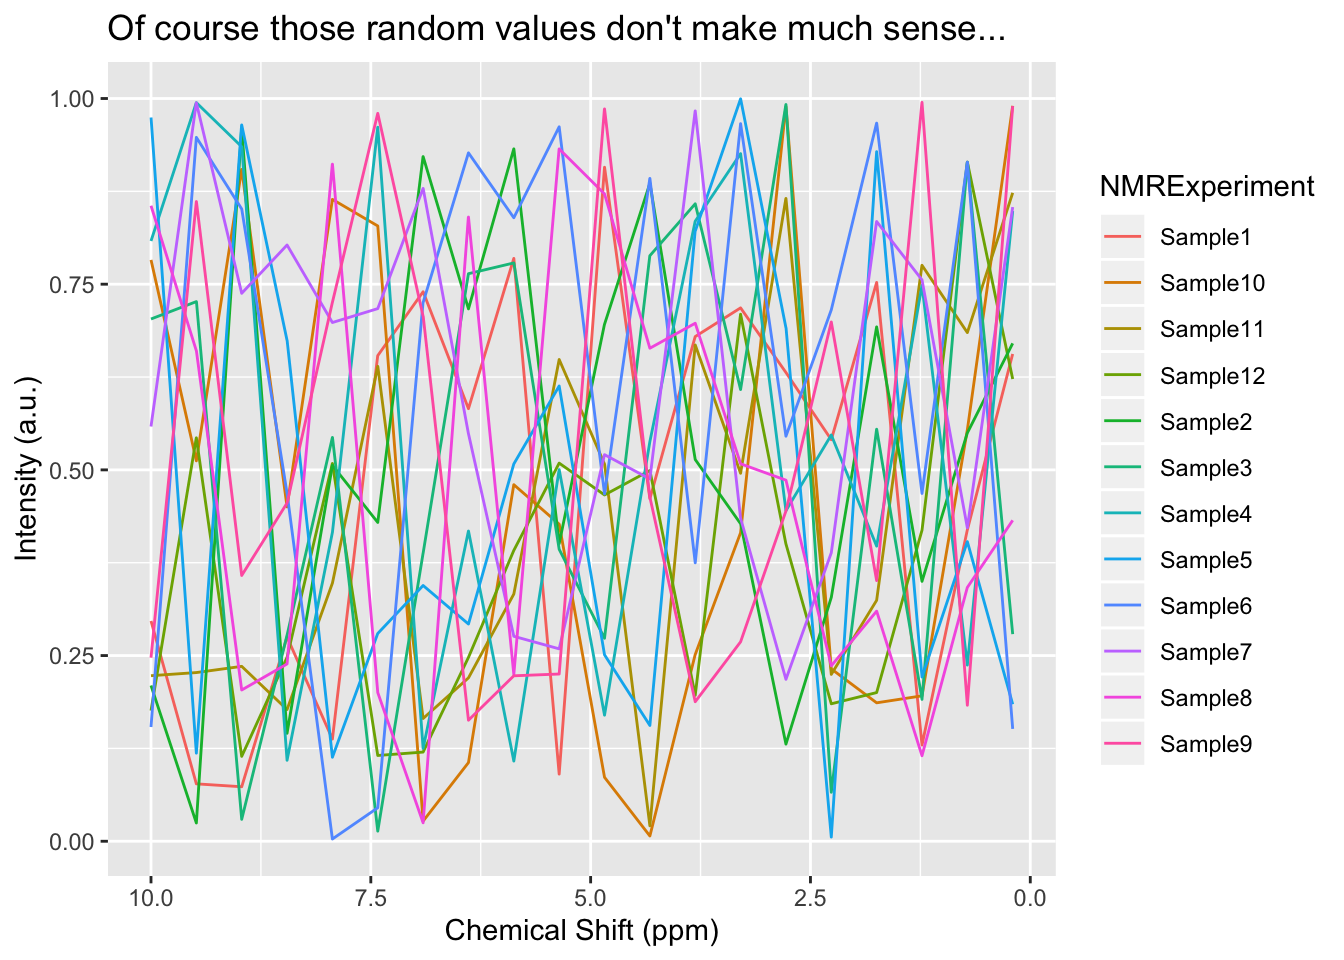 Of course those random values don't make much sense...
Intensity (a.u.)
1.00
0.75
0.50
0.25
0.00
10.0
7.5
5.0
2.5
0.0
Chemical Shift (ppm)
NMRExperiment
Sample1
Sample10
Sample11
Sample12
Sample2
Sample3
Sample4
Sample5
Sample6
Sample7
Sample8
Sample9